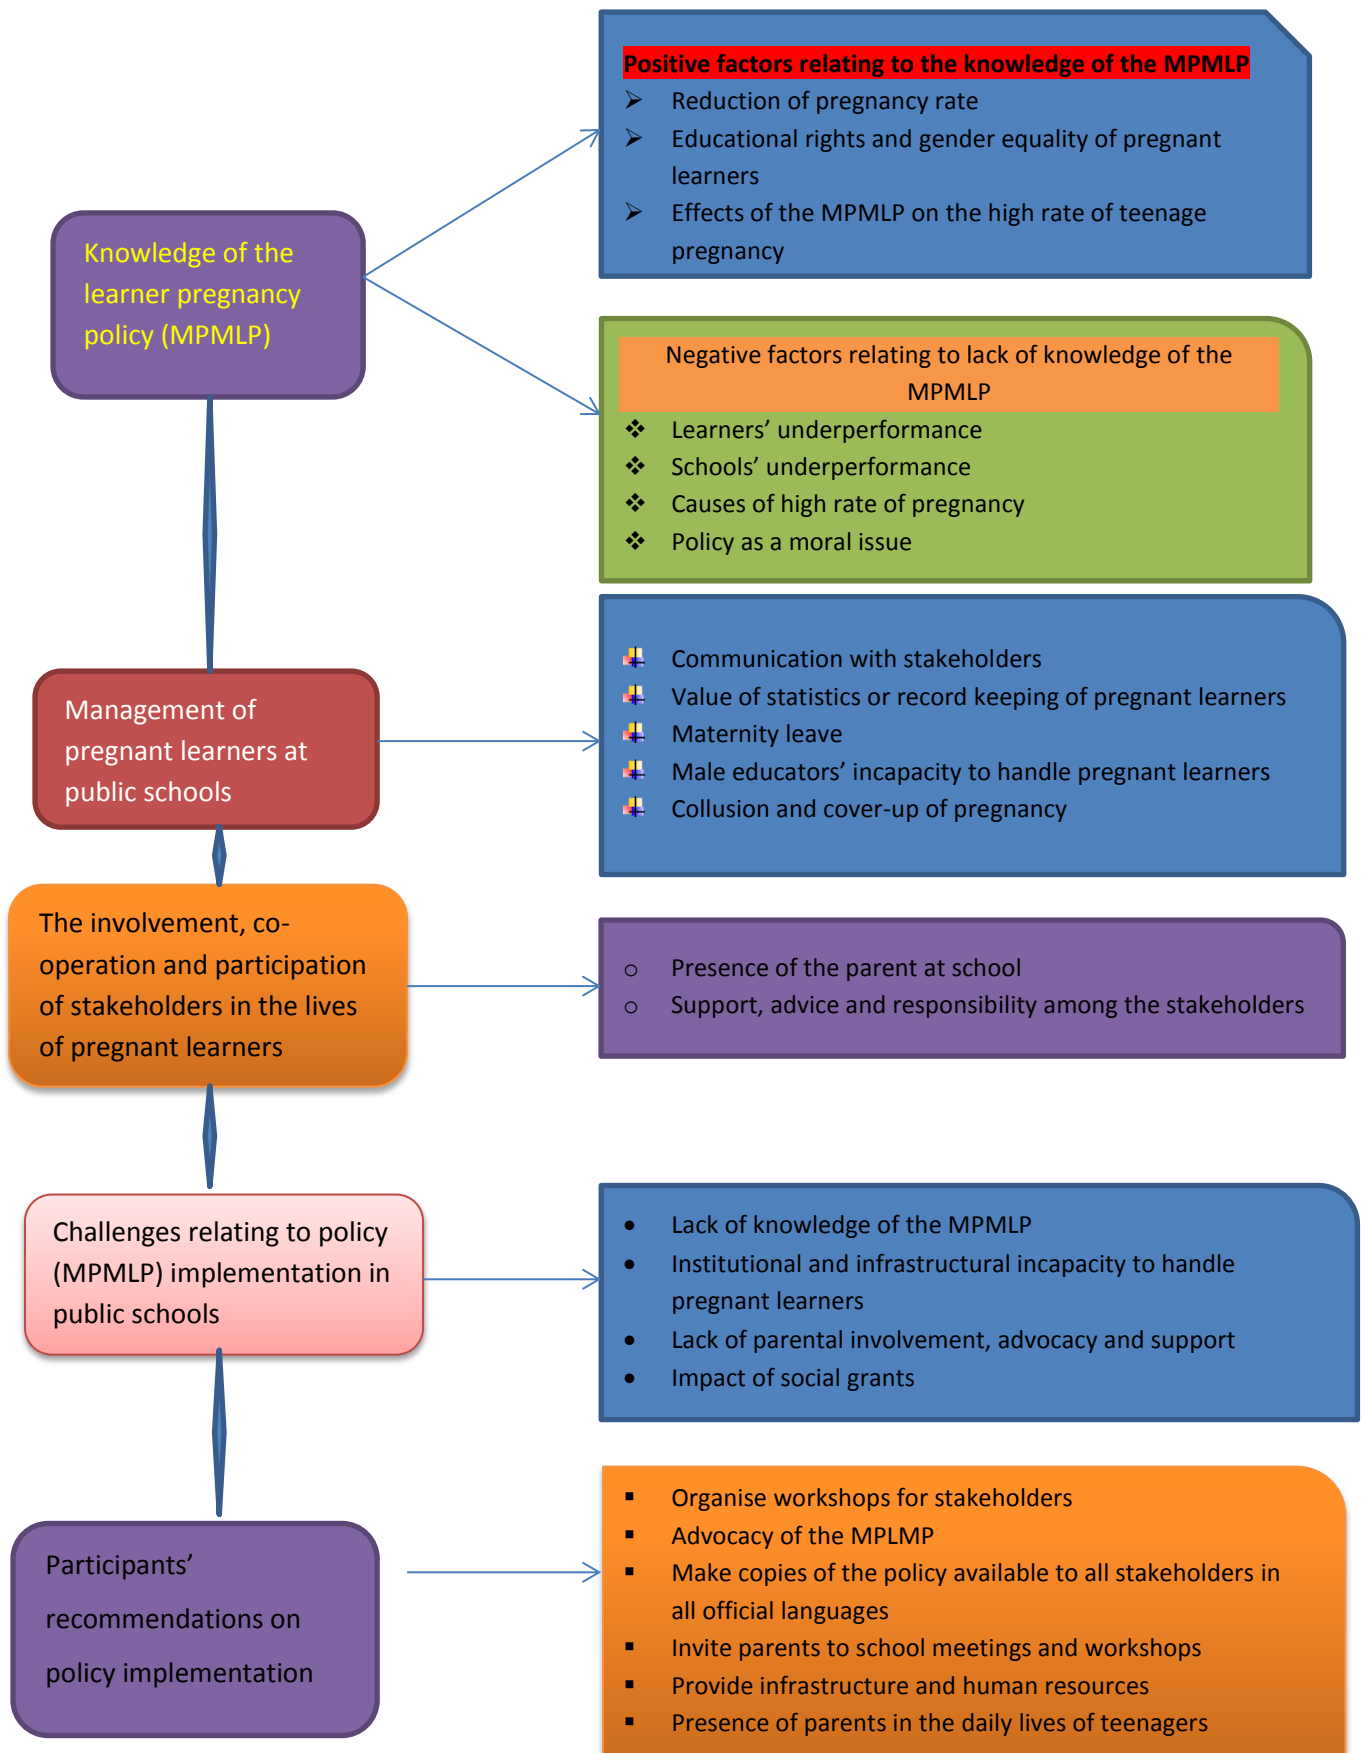 Knowledge of the
learner pregnancy
policy (MPMLP)
Positive factors relating to the knowledge of the MPMLP
➢ Reduction of pregnancy rate
➢ Educational rights and gender equality of pregnant
learners
➢ Effects of the MPMLP on the high rate of teenage
pregnancy
Negative factors relating to lack of knowledge of the
MPMLP
❖ Learners’ underperformance
❖ Schools’ underperformance
❖ Causes of high rate of pregnancy
❖ Policy as a moral issue
Management of
pregnant learners at
public schools
Communication with stakeholders
Value of statistics or record keeping of pregnant learners
Maternity leave
Male educators’ incapacity to handle pregnant learners
Collusion and cover-up of pregnancy
The involvement, co-
operation and participation
of stakeholders in the lives
of pregnant learners
o Presence of the parent at school
o Support, advice and responsibility among the stakeholders
Challenges relating to policy
(MPMLP) implementation in
public schools
• Lack of knowledge of the MPMLP
• Institutional and infrastructural incapacity to handle
pregnant learners
• Lack of parental involvement, advocacy and support
• Impact of social grants
Participants’
recommendations on
policy implementation
▪ Organise workshops for stakeholders
▪ Advocacy of the MPLMP
▪ Make copies of the policy available to all stakeholders in
all official languages
▪ Invite parents to school meetings and workshops
▪ Provide infrastructure and human resources
▪ Presence of parents in the daily lives of teenagers